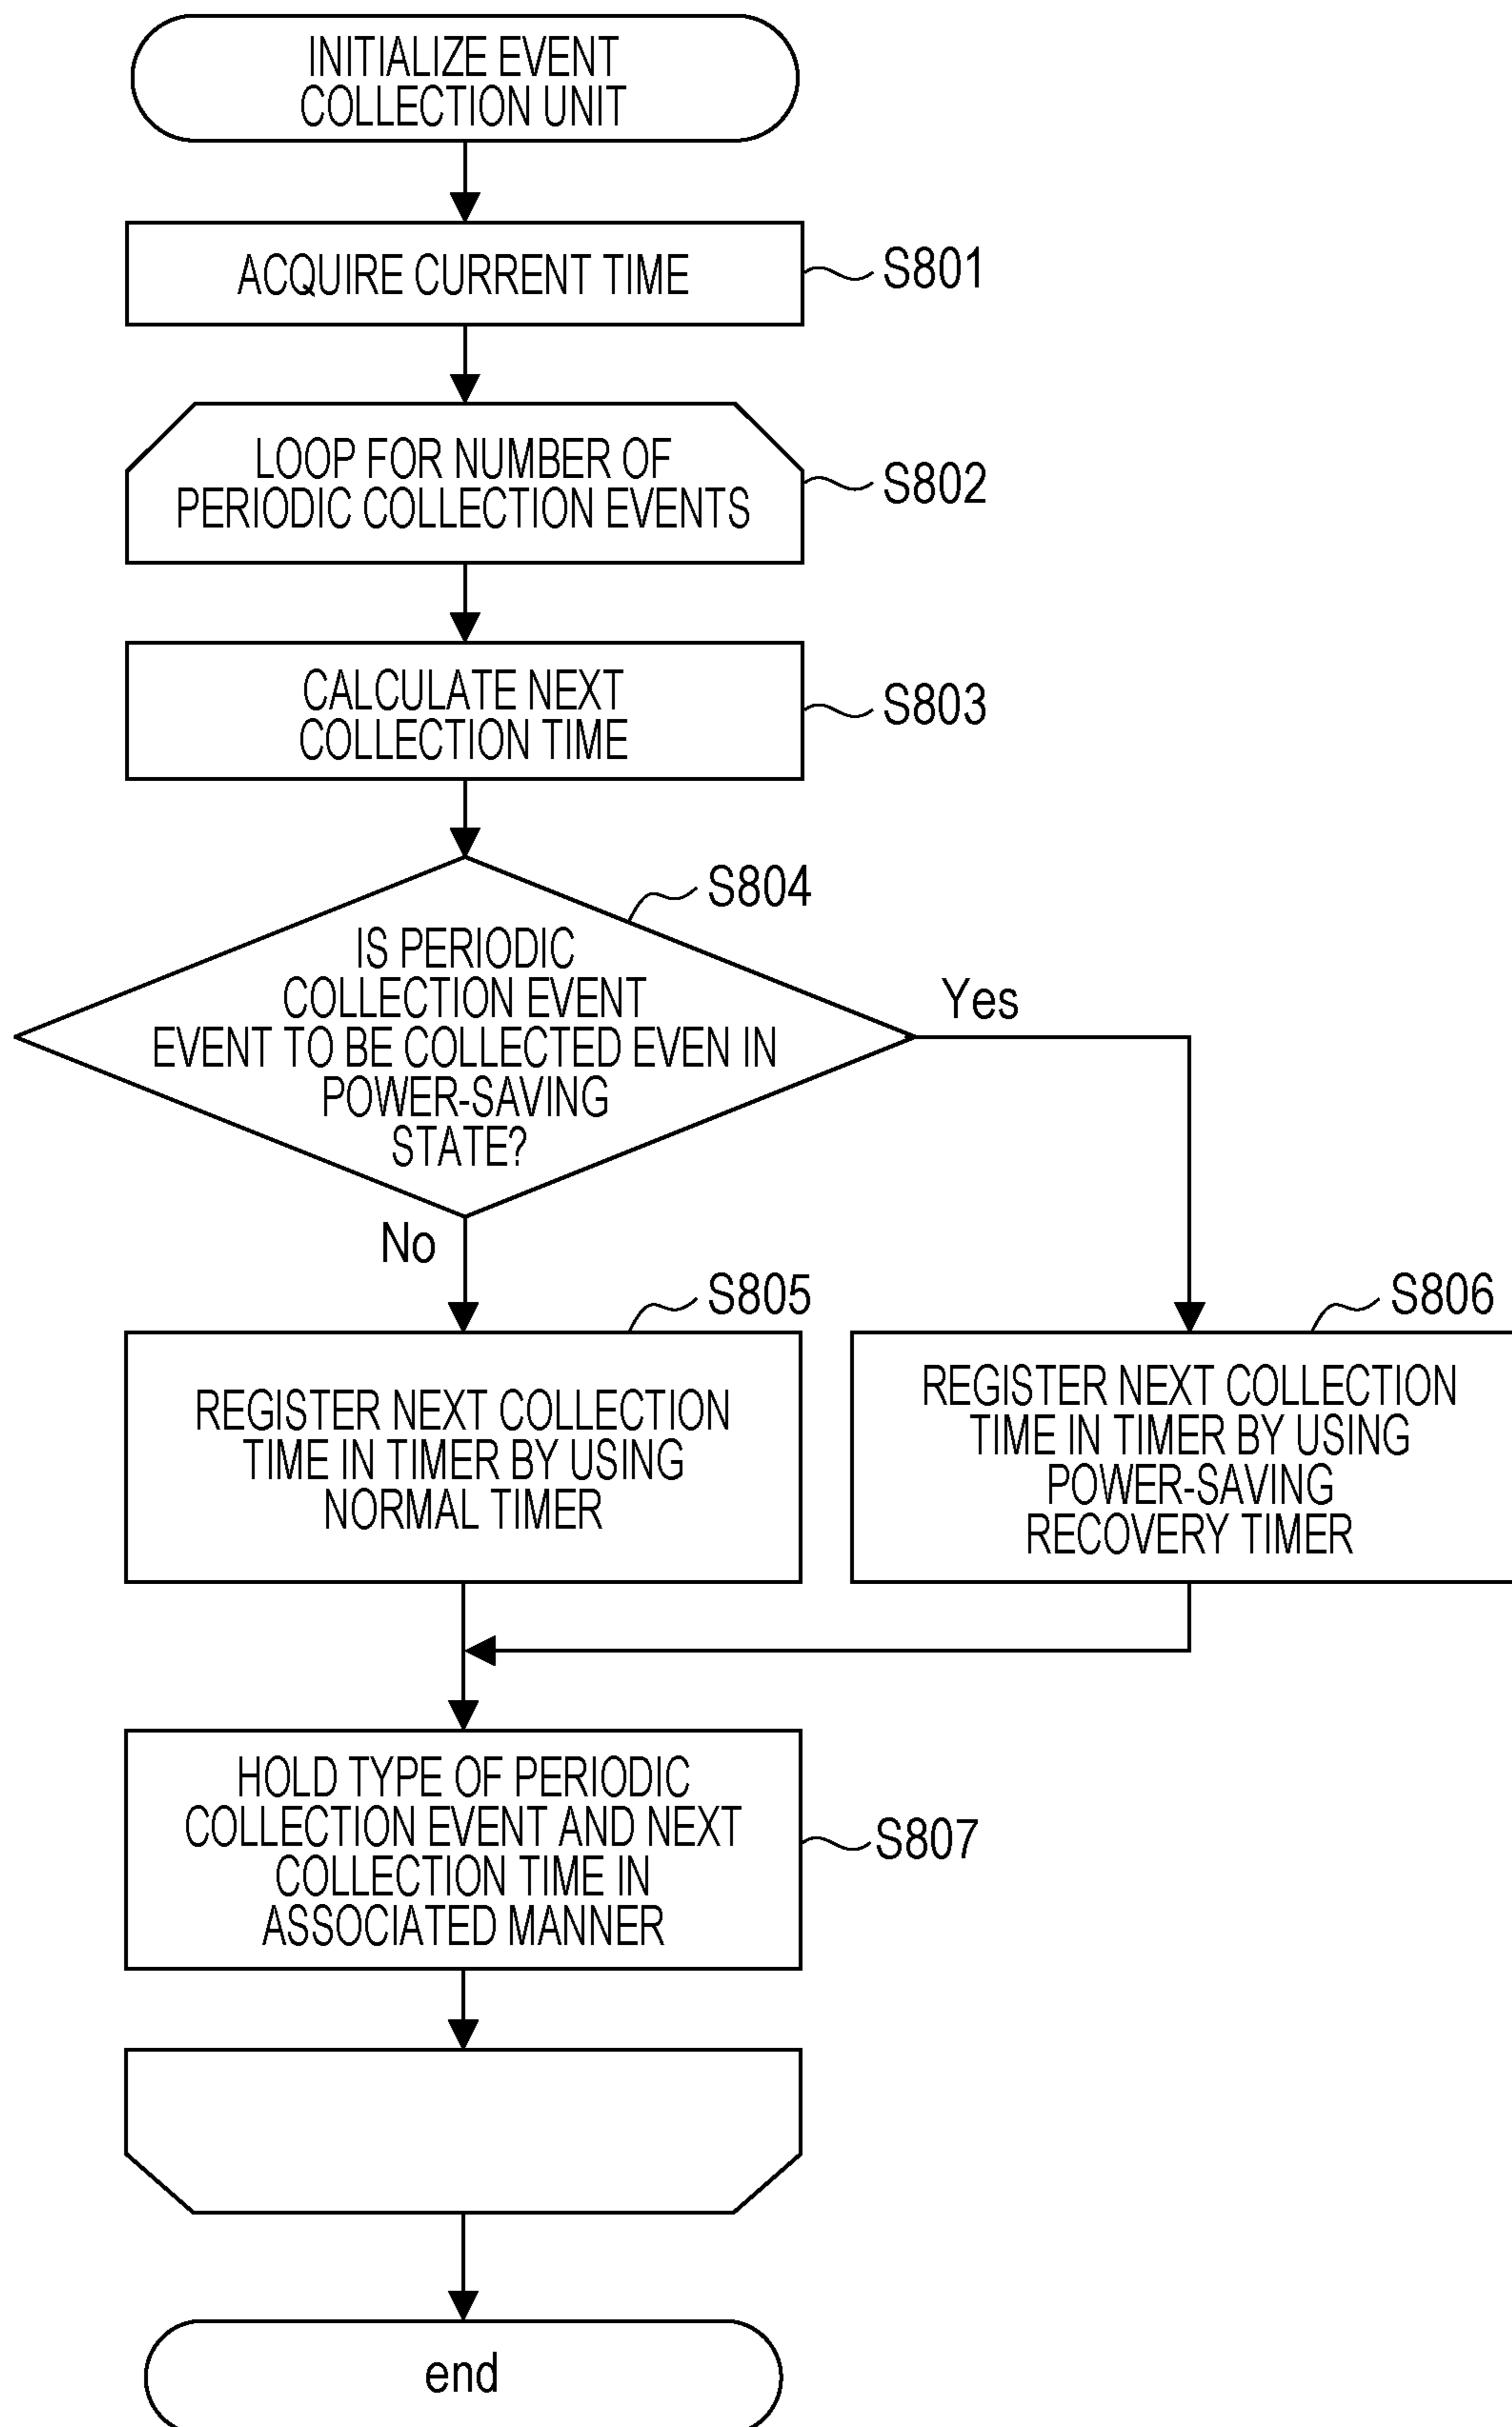 INITIALIZE EVENT
COLLECTION UNIT
ACQUIRE CURRENT TIME
S801
LOOP FOR NUMBER OF
PERIODIC COLLECTION EVENTS
S802
CALCULATE NEXT
COLLECTION TIME
S803
S804
IS PERIODIC
COLLECTION EVENT
EVENT TO BE COLLECTED EVEN IN
POWER-SAVING
STATE?
Yes
No
S805
REGISTER NEXT COLLECTION
TIME IN TIMER BY USING
NORMAL TIMER
S806
REGISTER NEXT COLLECTION
TIME IN TIMER BY USING
POWER-SAVING
RECOVERY TIMER
HOLD TYPE OF PERIODIC
COLLECTION EVENT AND NEXT
COLLECTION TIME IN
ASSOCIATED MANNER
S807
end